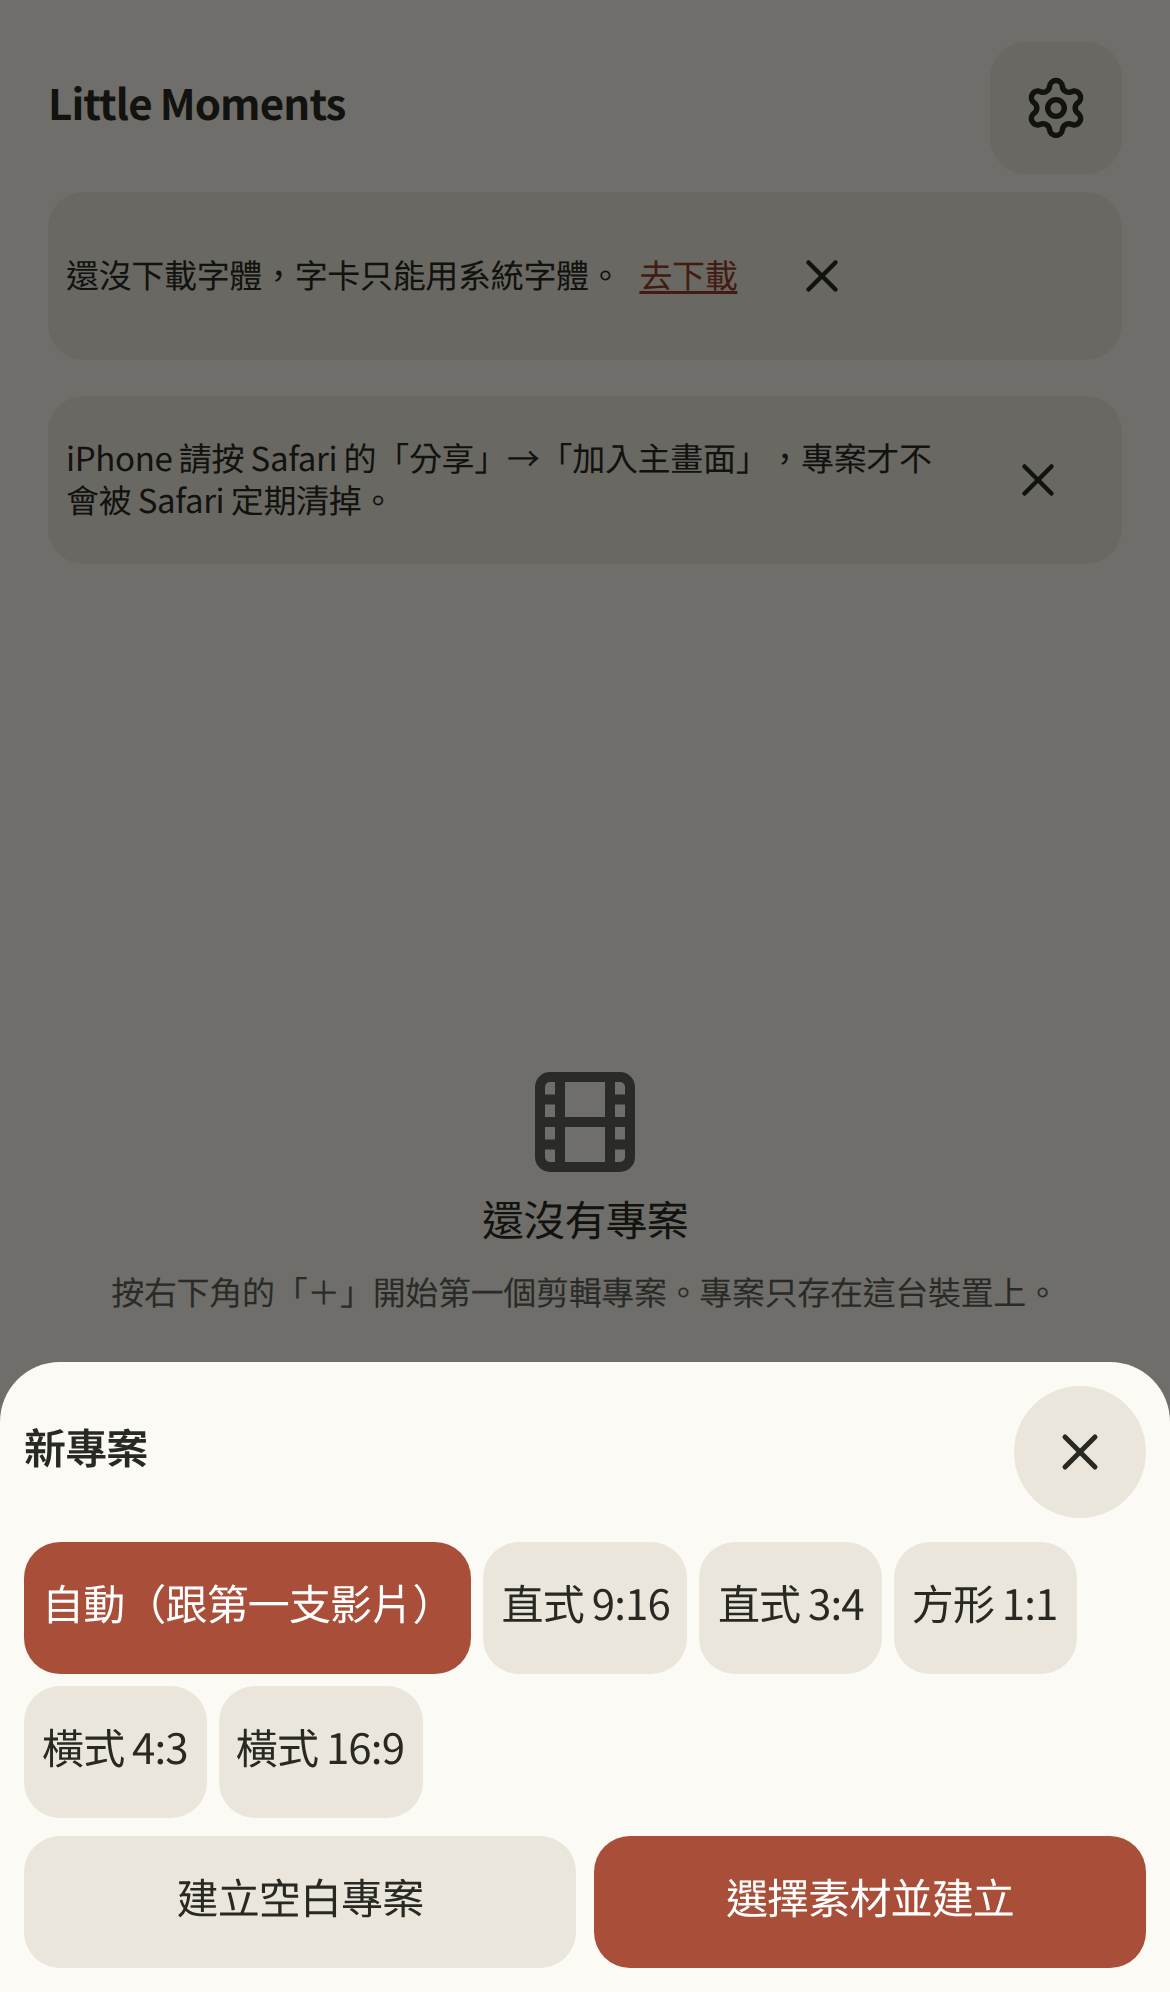 Little Moments
還沒下載字體，字卡只能用系統字體。 去下載
iPhone 請按 Safari 的「分享」→「加入主畫面」，專案才不
會被 Safari 定期清掉。
還沒有專案
按右下角的「＋」開始第一個剪輯專案。專案只存在這台裝置上。
新專案
自動（跟第一支影片） 直式 9:16 直式 3:4 方形 1:1
橫式 4:3 橫式 16:9
建立空白專案 選擇素材並建立